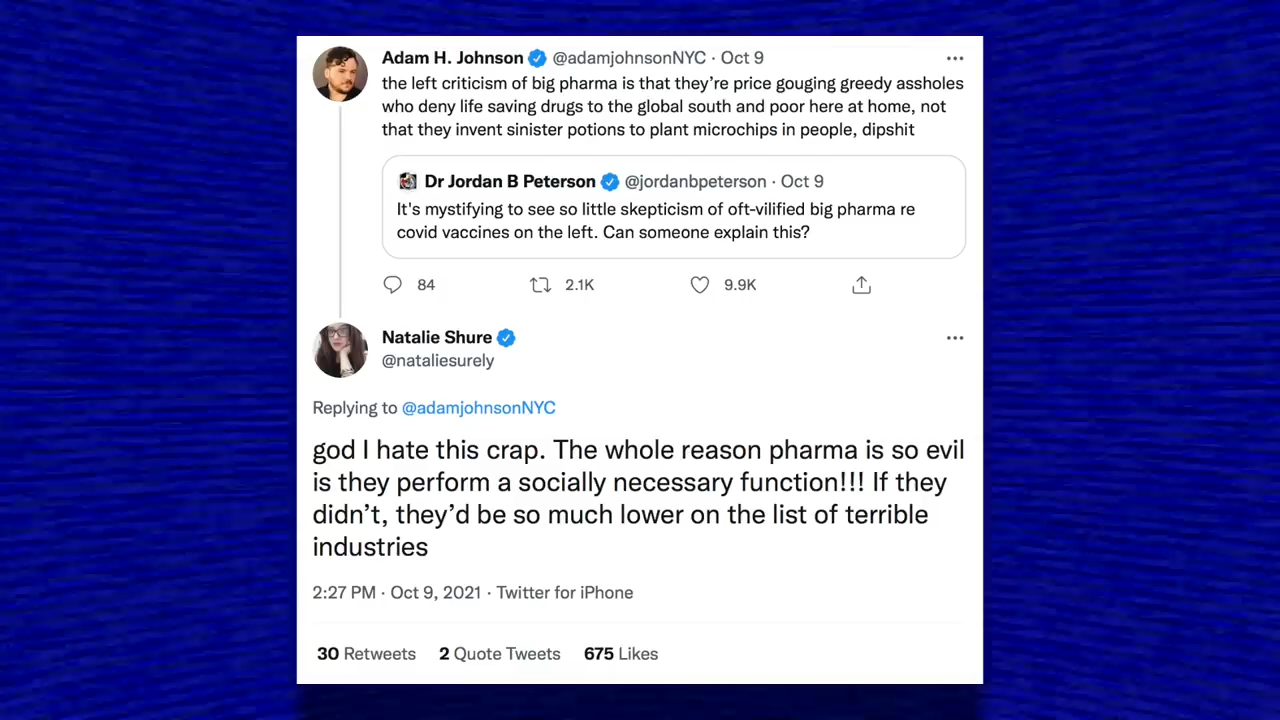 Adam H. Johnson @adamjohnsonNYC · Oct 9
the left criticism of big pharma is that they’re price gouging greedy assholes
who deny life saving drugs to the global south and poor here at home, not
that they invent sinister potions to plant microchips in people, dipshit
Dr Jordan B Peterson @jordanbpeterson · Oct 9
It's mystifying to see so little skepticism of oft-vilified big pharma re
covid vaccines on the left. Can someone explain this?
84 2.1K 9.9K
Natalie Shure
@nataliesurely
Replying to @adamjohnsonNYC
god I hate this crap. The whole reason pharma is so evil
is they perform a socially necessary function!!! If they
didn’t, they’d be so much lower on the list of terrible
industries
2:27 PM · Oct 9, 2021 · Twitter for iPhone
30 Retweets 2 Quote Tweets 675 Likes